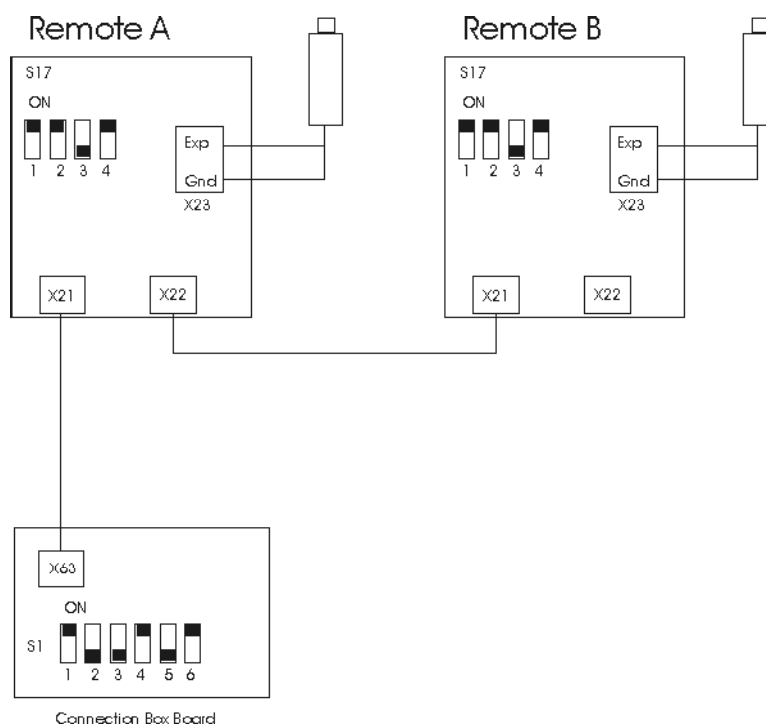 Remote A
Remote B
S17
ON
1 2 3 4
Exp
Gnd
X23
X21
X22
S17
ON
1 2 3 4
Exp
Gnd
X23
X21
X22
X63
ON
S1
1 2 3 4 5 6
Connection Box Board